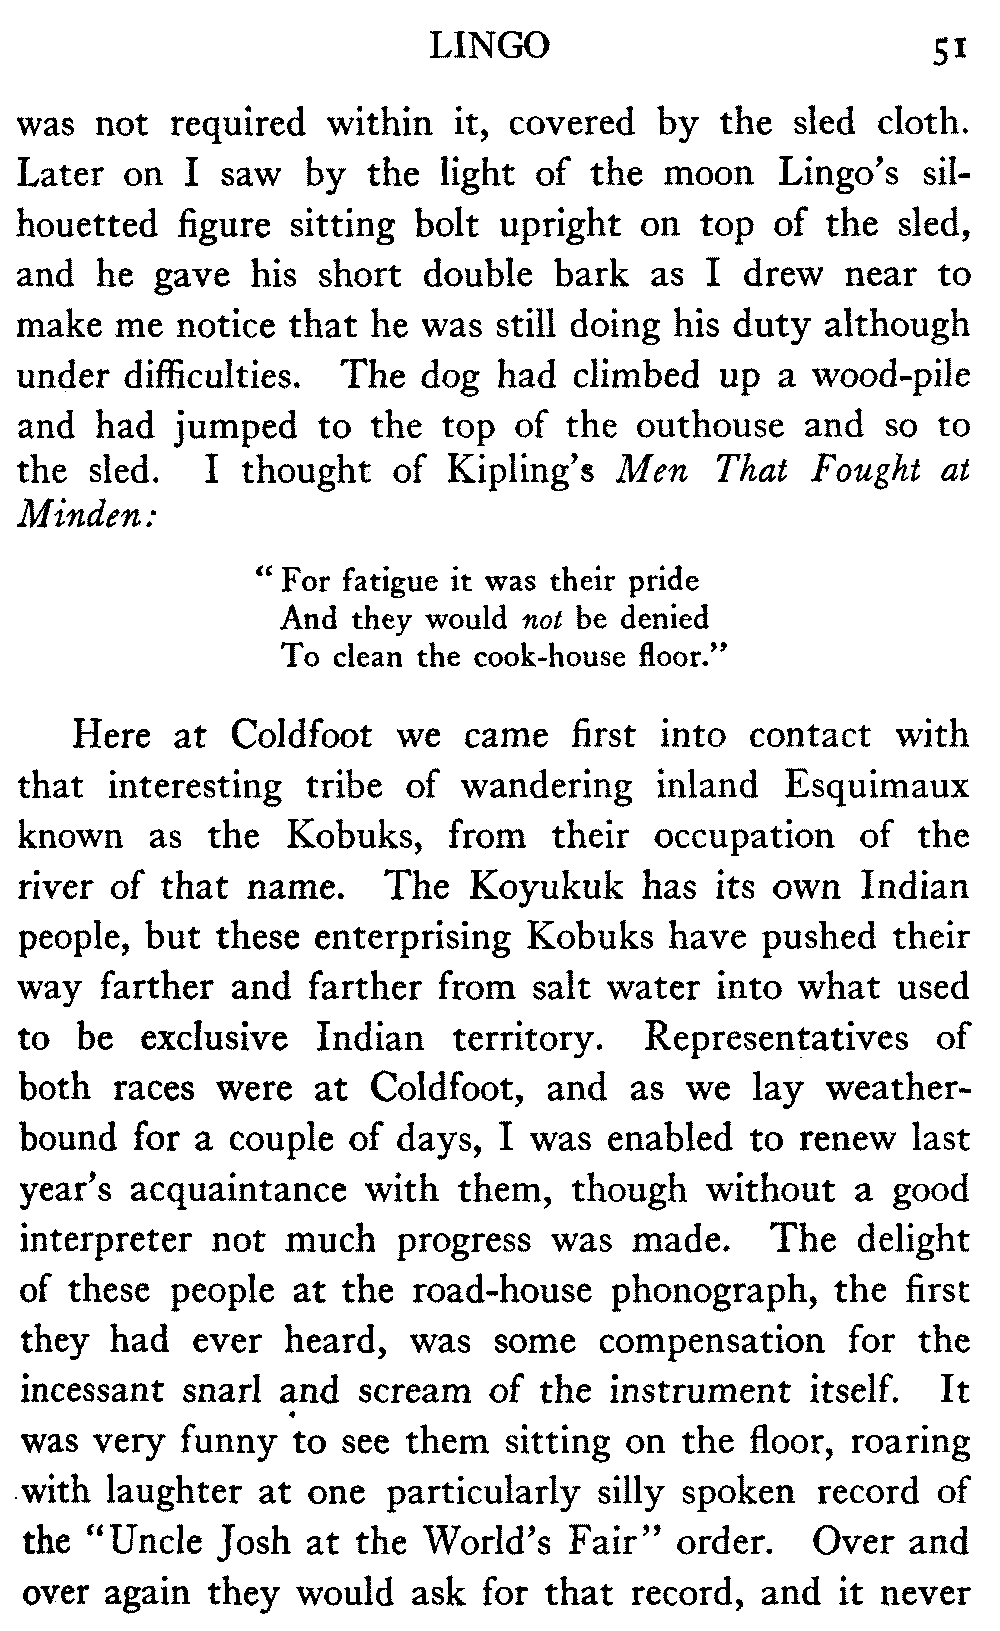 LINGO 51
was not required within it, covered by the sled cloth.
Later on I saw by the light of the moon Lingo's sil-
houetted figure sitting bolt upright on top of the sled,
and he gave his short double bark as I drew near to
make me notice that he was still doing his duty although
under difficulties. The dog had climbed up a wood-pile
and had jumped to the top of the outhouse and so to
the sled. I thought of Kipling's Men That Fought at
Minden:
“For fatigue it was their pride
And they would not be denied
To clean the cook-house floor.”
Here at Coldfoot we came first into contact with
that interesting tribe of wandering inland Esquimaux
known as the Kobuks, from their occupation of the
river of that name. The Koyukuk has its own Indian
people, but these enterprising Kobuks have pushed their
way farther and farther from salt water into what used
to be exclusive Indian territory. Representatives of
both races were at Coldfoot, and as we lay weather-
bound for a couple of days, I was enabled to renew last
year's acquaintance with them, though without a good
interpreter not much progress was made. The delight
of these people at the road-house phonograph, the first
they had ever heard, was some compensation for the
incessant snarl and scream of the instrument itself. It
was very funny to see them sitting on the floor, roaring
with laughter at one particularly silly spoken record of
the “Uncle Josh at the World's Fair” order. Over and
over again they would ask for that record, and it never